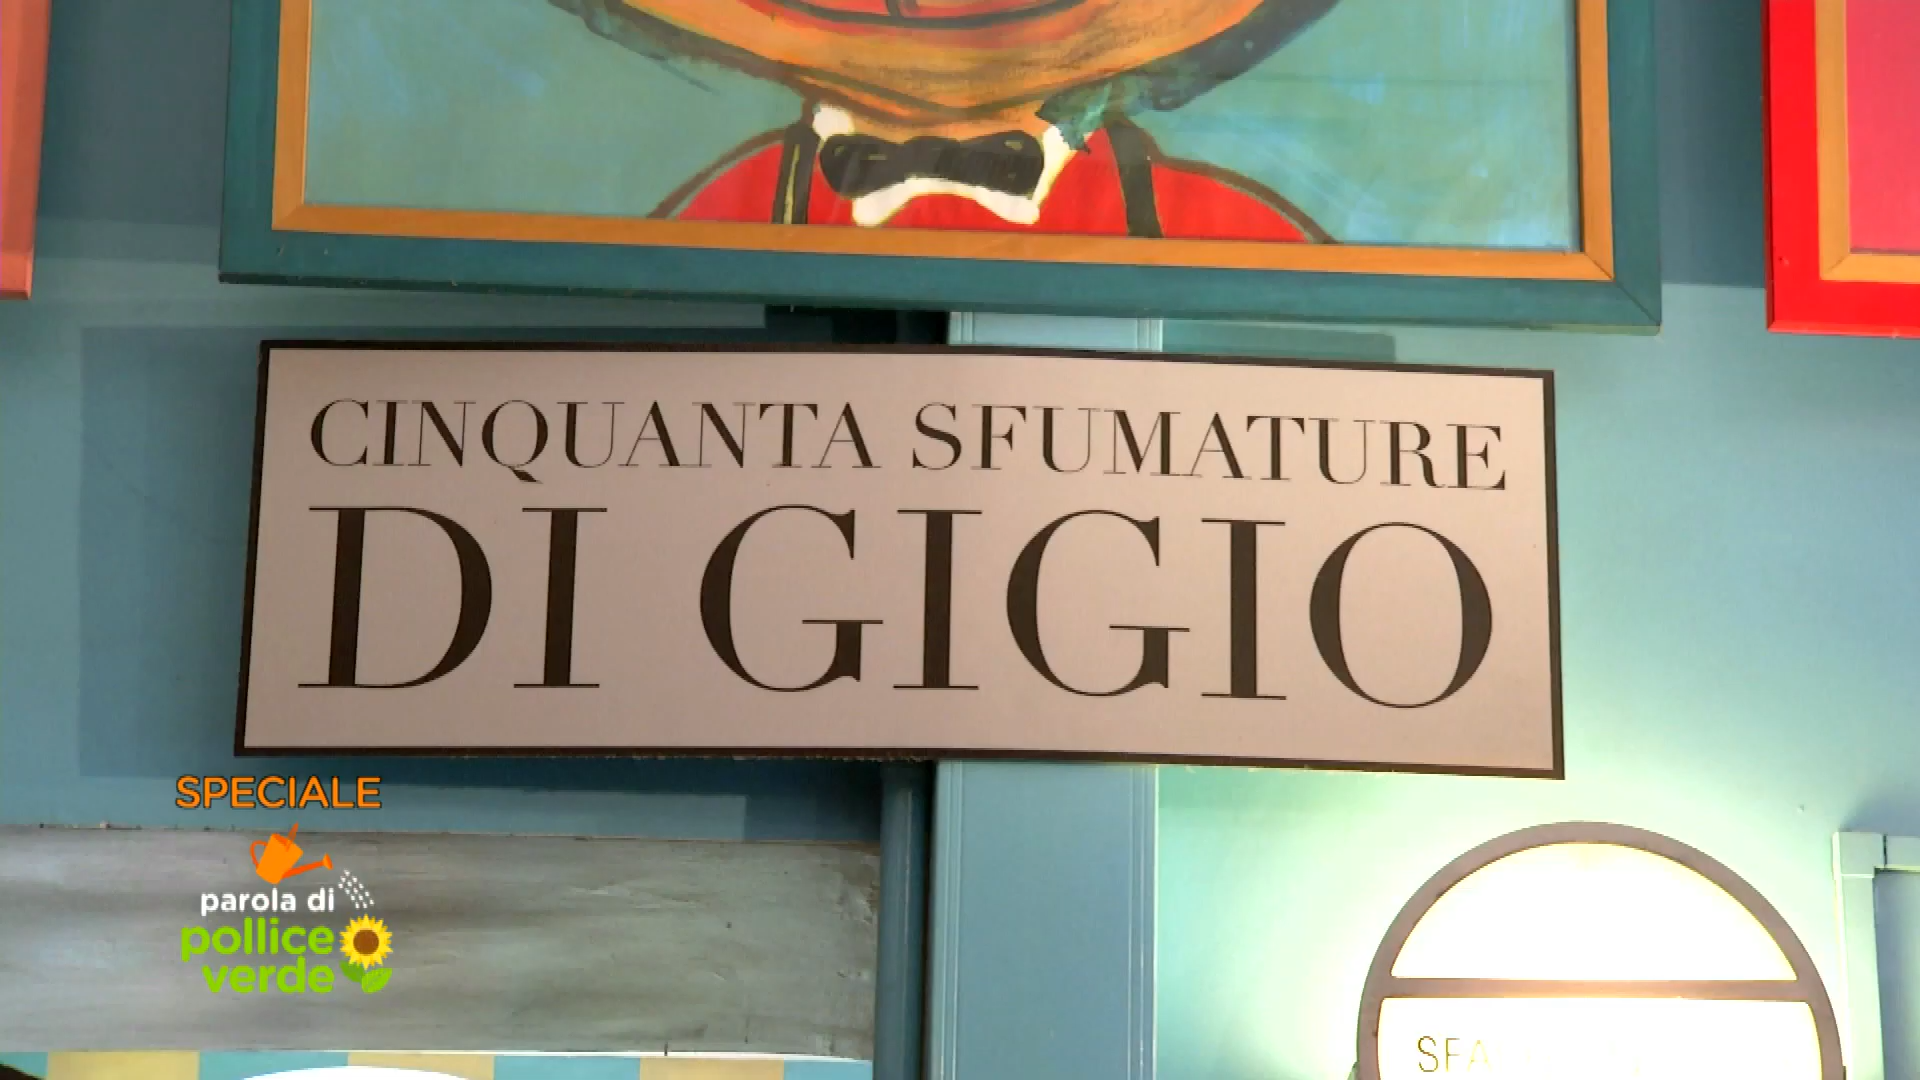 CINQUANTA SFUMATURE
DI GIGIO
SPECIALE
parola di
pollice
verde